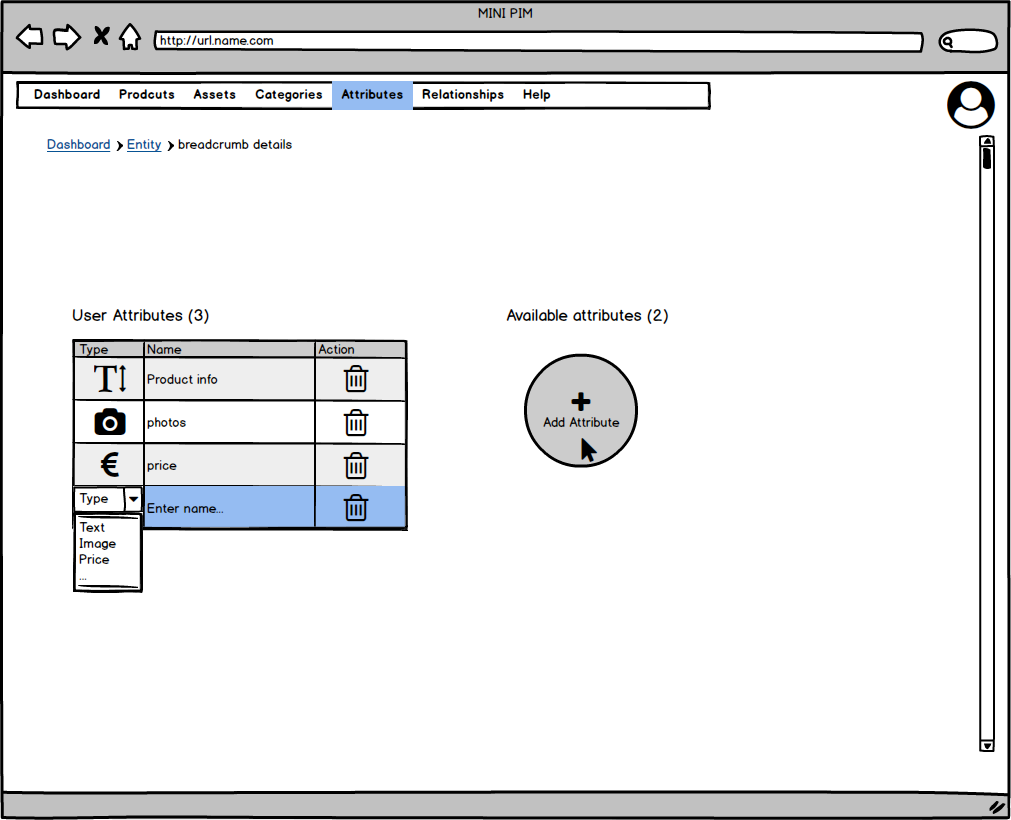 MINI PIM
http://url.name.com
Dashboard Prodcuts Assets Categories Attributes Relationships Help
Dashboard Entity breadcrumb details
User Attributes (3)
Available attributes (2)
Type Name Action
Product info
photos
price
Type Enter name...
Text
Image
Price
...
Add Attribute